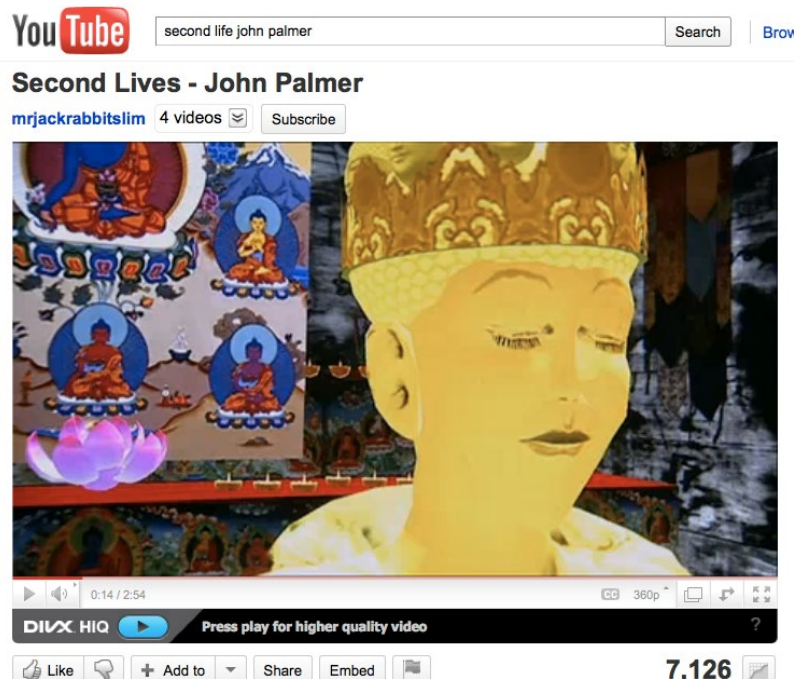 YouTube second life john palmer Search Brow
Second Lives - John Palmer
mrjackrabbitslim 4 videos Subscribe
0:14 / 2:54 CC 360p
DIVX HiQ Press play for higher quality video ?
Like + Add to Share Embed 7,126